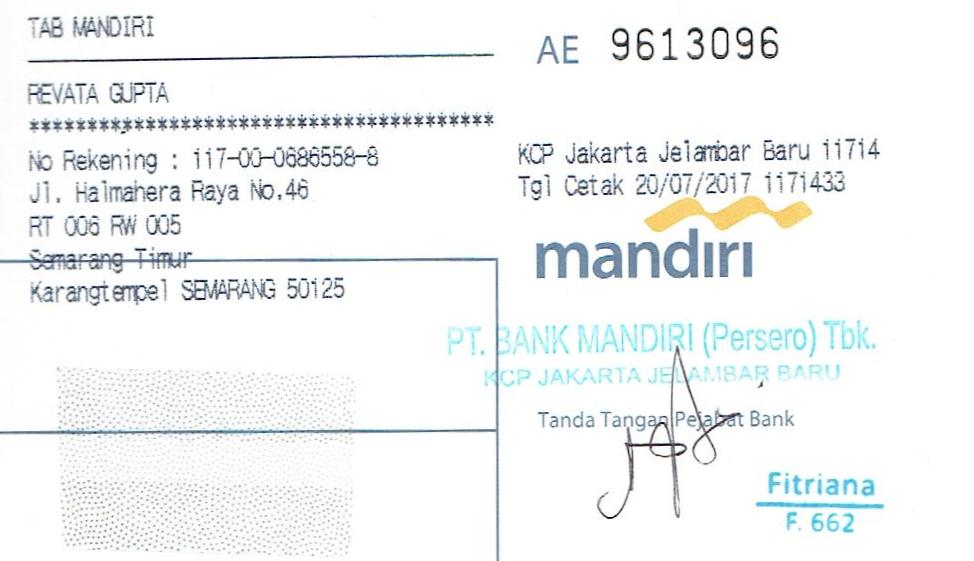 TAB MANDIRI
REVATA GUPTA
****************************************
No Rekening : 117-00-0686558-8
Jl. Halmahera Raya No.46
RT 006 RW 005
Semarang Timur
Karangtempel SEMARANG 50125
AE 9613096
KCP Jakarta Jelambar Baru 11714
Tgl Cetak 20/07/2017 1171433
mandiri
PT. BANK MANDIRI (Persero) Tbk.
KCP JAKARTA JELAMBAR BARU
Tanda Tangan Pejabat Bank
Fitriana
F. 662